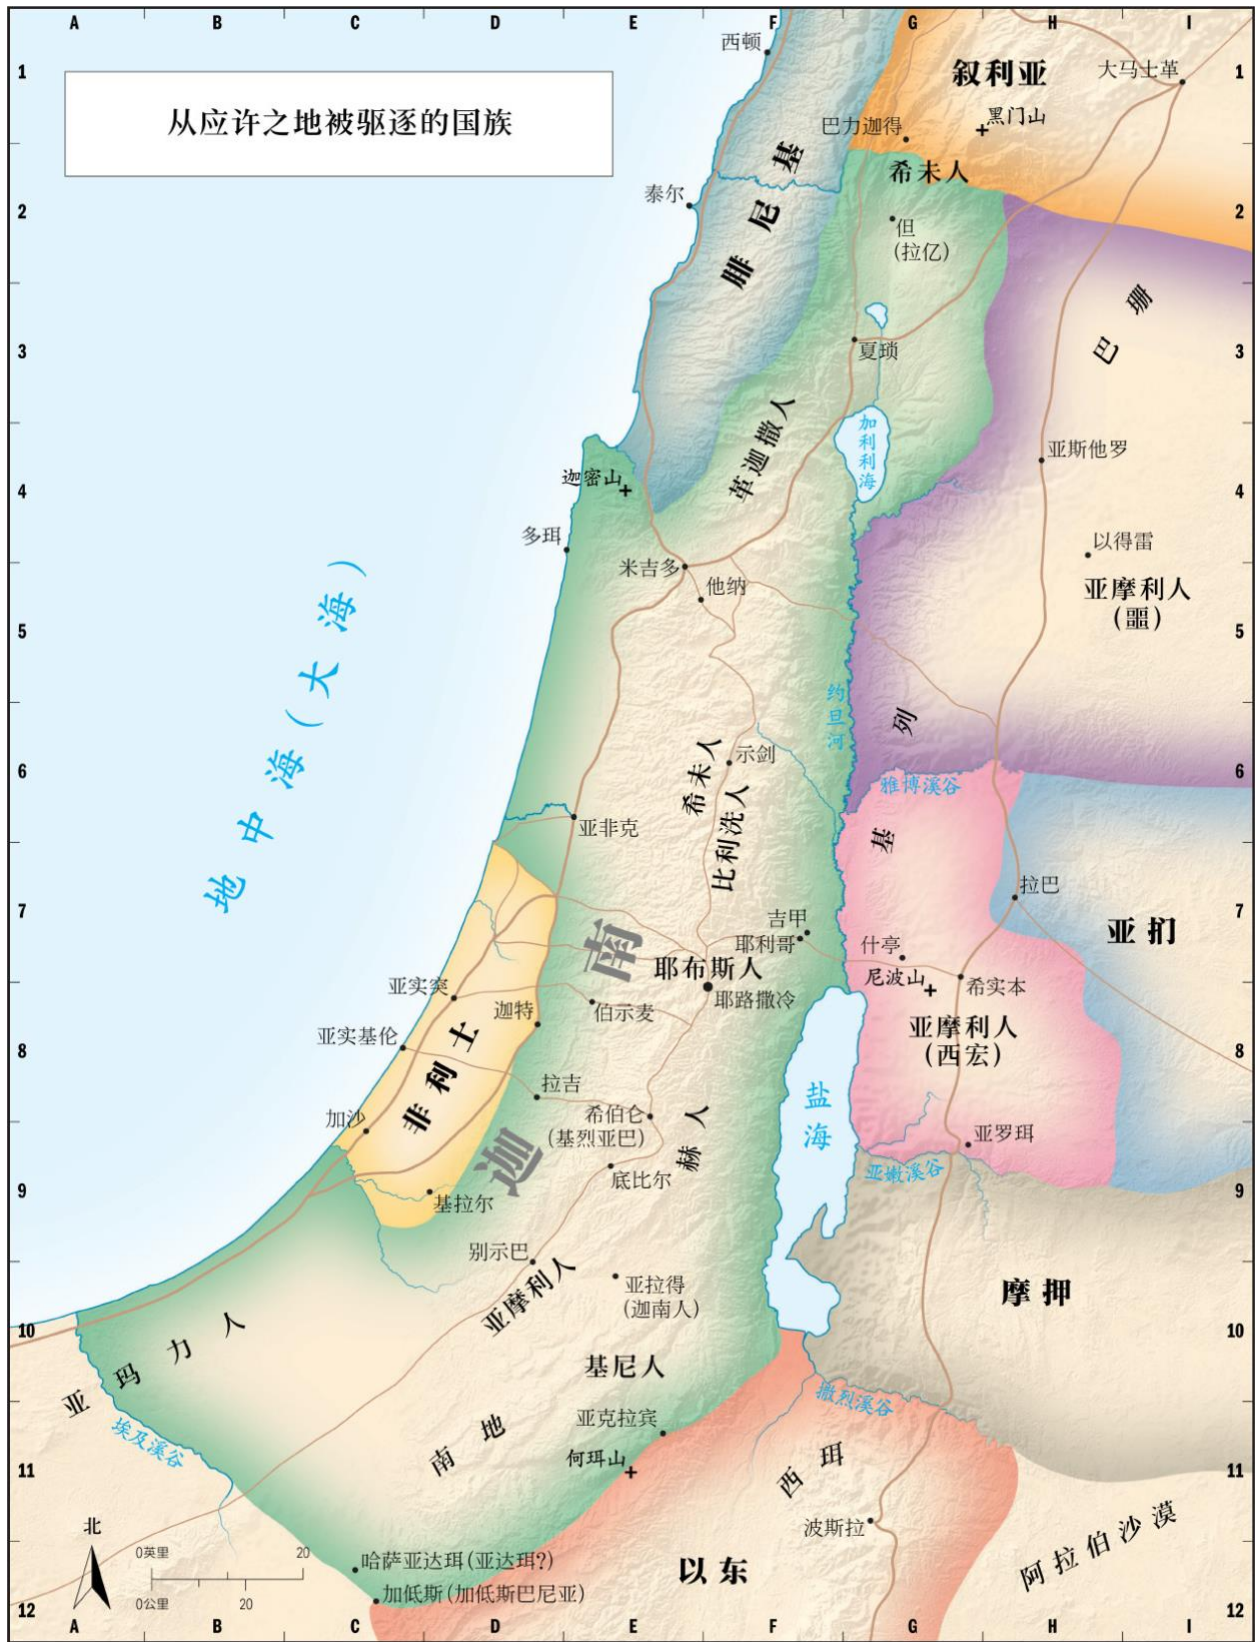 A B C D E F G H I
1 1
2 2
3 3
4 4
5 5
6 6
7 7
8 8
9 9
10 10
11 11
12 12
A B C D E F G H I
从应许之地被驱逐的国族
西顿
叙利亚
大马士革
黑门山
巴力迦得
腓尼基
希未人
泰尔
但
(拉亿)
巴珊
夏琐
加利利海
革迦撒人
亚斯他罗
迦密山
多珥
米吉多
他纳
以得雷
亚摩利人
(噩)
地中海(大海)
约旦河
基列
希未人
示剑
比利洗人
雅博溪谷
亚非克
拉巴
亚扪
吉甲
耶利哥
什亭
尼波山
希实本
迦南
耶布斯人
耶路撒冷
亚实突
迦特
伯示麦
亚实基伦
非利士
亚摩利人
(西宏)
拉吉
盐海
加沙
希伯仑
(基烈亚巴)
赫人
亚罗珥
亚嫩溪谷
底比尔
基拉尔
别示巴
亚摩利人
亚拉得
(迦南人)
摩押
亚玛力人
基尼人
撒烈溪谷
埃及溪谷
南地
亚克拉宾
何珥山
西珥
波斯拉
阿拉伯沙漠
北
0英里 20
0公里 20
哈萨亚达珥(亚达珥?)
加低斯(加低斯巴尼亚)
以东